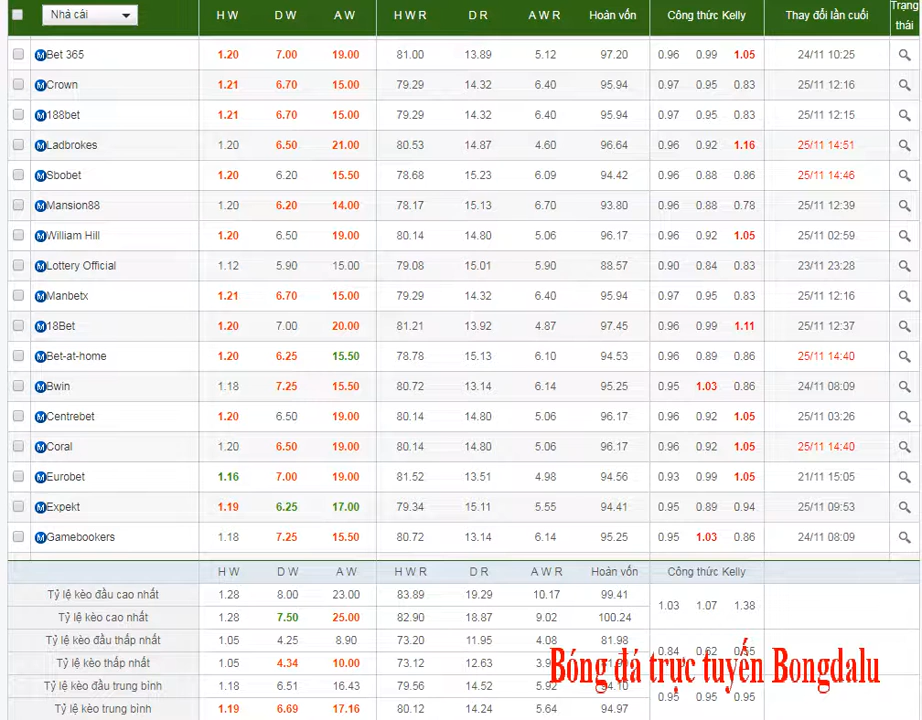 Nhà cái H W D W A W H W R D R A W R Hoàn vốn Công thức Kelly Thay đổi lần cuối Trạng thái
Bet 365 1.20 7.00 19.00 81.00 13.89 5.12 97.20 0.96 0.99 1.05 24/11 10:25
Crown 1.21 6.70 15.00 79.29 14.32 6.40 95.94 0.97 0.95 0.83 25/11 12:16
188bet 1.21 6.70 15.00 79.29 14.32 6.40 95.94 0.97 0.95 0.83 25/11 12:15
Ladbrokes 1.20 6.50 21.00 80.53 14.87 4.60 96.64 0.96 0.92 1.16 25/11 14:51
Sbobet 1.20 6.20 15.50 78.68 15.23 6.09 94.42 0.96 0.88 0.86 25/11 14:46
Mansion88 1.20 6.20 14.00 78.17 15.13 6.70 93.80 0.96 0.88 0.78 25/11 12:39
William Hill 1.20 6.50 19.00 80.14 14.80 5.06 96.17 0.96 0.92 1.05 25/11 02:59
Lottery Official 1.12 5.90 15.00 79.08 15.01 5.90 88.57 0.90 0.84 0.83 23/11 23:28
Manbetx 1.21 6.70 15.00 79.29 14.32 6.40 95.94 0.97 0.95 0.83 25/11 12:16
18Bet 1.20 7.00 20.00 81.21 13.92 4.87 97.45 0.96 0.99 1.11 25/11 12:37
Bet-at-home 1.20 6.25 15.50 78.78 15.13 6.10 94.53 0.96 0.89 0.86 25/11 14:40
Bwin 1.18 7.25 15.50 80.72 13.14 6.14 95.25 0.95 1.03 0.86 24/11 08:09
Centrebet 1.20 6.50 19.00 80.14 14.80 5.06 96.17 0.96 0.92 1.05 25/11 03:26
Coral 1.20 6.50 19.00 80.14 14.80 5.06 96.17 0.96 0.92 1.05 25/11 14:40
Eurobet 1.16 7.00 19.00 81.52 13.51 4.98 94.56 0.93 0.99 1.05 21/11 15:05
Expekt 1.19 6.25 17.00 79.34 15.11 5.55 94.41 0.95 0.89 0.94 25/11 09:53
Gamebookers 1.18 7.25 15.50 80.72 13.14 6.14 95.25 0.95 1.03 0.86 24/11 08:09
H W D W A W H W R D R A W R Hoàn vốn Công thức Kelly
Tỷ lệ kèo đầu cao nhất 1.28 8.00 23.00 83.89 19.29 10.17 99.41
1.03 1.07 1.38
Tỷ lệ kèo cao nhất 1.28 7.50 25.00 82.90 18.87 9.02 100.24
Tỷ lệ kèo đầu thấp nhất 1.05 4.25 8.90 73.20 11.95 4.08 81.98
Tỷ lệ kèo thấp nhất 1.05 4.34 10.00 73.12 12.63
Bóng đá trực tuyến Bongdalu
Tỷ lệ kèo đầu trung bình 1.18 6.51 16.43 79.56 14.52 5.92
0.95 0.95 0.95
Tỷ lệ kèo trung bình 1.19 6.69 17.16 80.12 14.24 5.64 94.97